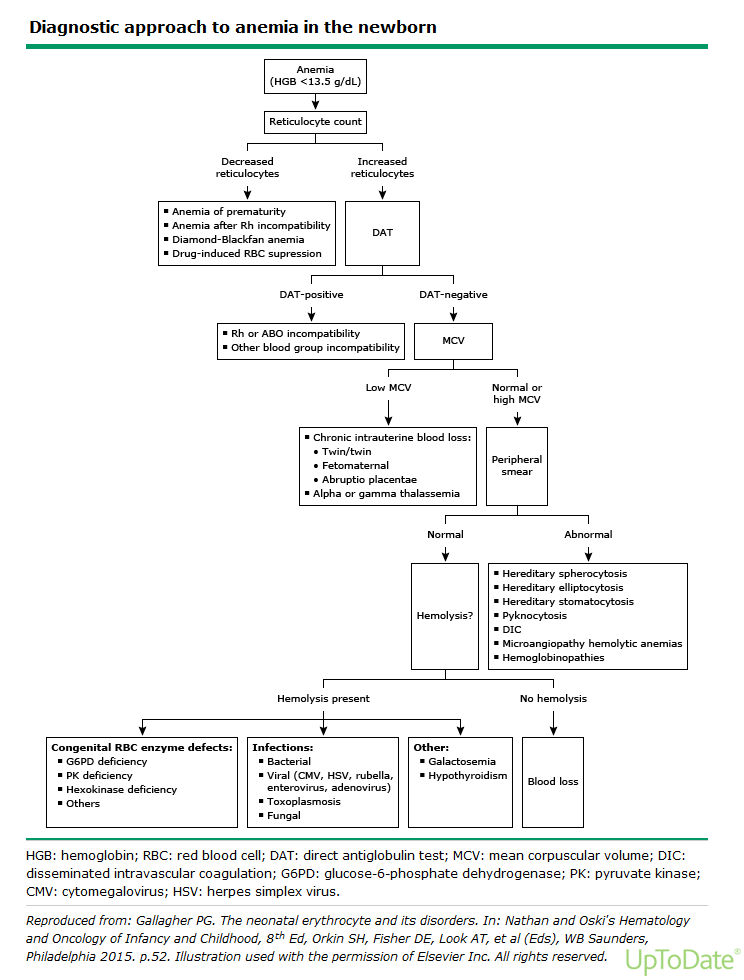 Diagnostic approach to anemia in the newborn
Anemia
(HGB <13.5 g/dL)
Reticulocyte count
Decreased
reticulocytes
Increased
reticulocytes
▪ Anemia of prematurity
▪ Anemia after Rh incompatibility
▪ Diamond-Blackfan anemia
▪ Drug-induced RBC supression
DAT
DAT-positive
DAT-negative
▪ Rh or ABO incompatibility
▪ Other blood group incompatibility
MCV
Low MCV
Normal or
high MCV
▪ Chronic intrauterine blood loss:
• Twin/twin
• Fetomaternal
• Abruptio placentae
▪ Alpha or gamma thalassemia
Peripheral
smear
Normal
Abnormal
Hemolysis?
▪ Hereditary spherocytosis
▪ Hereditary elliptocytosis
▪ Hereditary stomatocytosis
▪ Pyknocytosis
▪ DIC
▪ Microangiopathy hemolytic anemias
▪ Hemoglobinopathies
Hemolysis present
No hemolysis
Congenital RBC enzyme defects:
▪ G6PD deficiency
▪ PK deficiency
▪ Hexokinase deficiency
▪ Others
Infections:
▪ Bacterial
▪ Viral (CMV, HSV, rubella,
enterovirus, adenovirus)
▪ Toxoplasmosis
▪ Fungal
Other:
▪ Galactosemia
▪ Hypothyroidism
Blood loss
HGB: hemoglobin; RBC: red blood cell; DAT: direct antiglobulin test; MCV: mean corpuscular volume; DIC:
disseminated intravascular coagulation; G6PD: glucose-6-phosphate dehydrogenase; PK: pyruvate kinase;
CMV: cytomegalovirus; HSV: herpes simplex virus.
Reproduced from: Gallagher PG. The neonatal erythrocyte and its disorders. In: Nathan and Oski's Hematology
and Oncology of Infancy and Childhood, 8th Ed, Orkin SH, Fisher DE, Look AT, et al (Eds), WB Saunders,
Philadelphia 2015. p.52. Illustration used with the permission of Elsevier Inc. All rights reserved.
UpToDate®